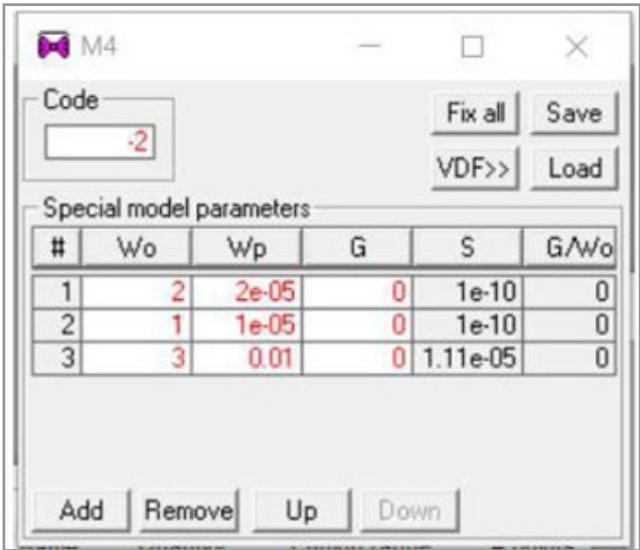 M4
Code
-2
Fix all Save
VDF>> Load
Special model parameters
# Wo Wp G S G/Wo
1 2 2e-05 0 1e-10 0
2 1 1e-05 0 1e-10 0
3 3 0.01 0 1.11e-05 0
Add Remove Up Down